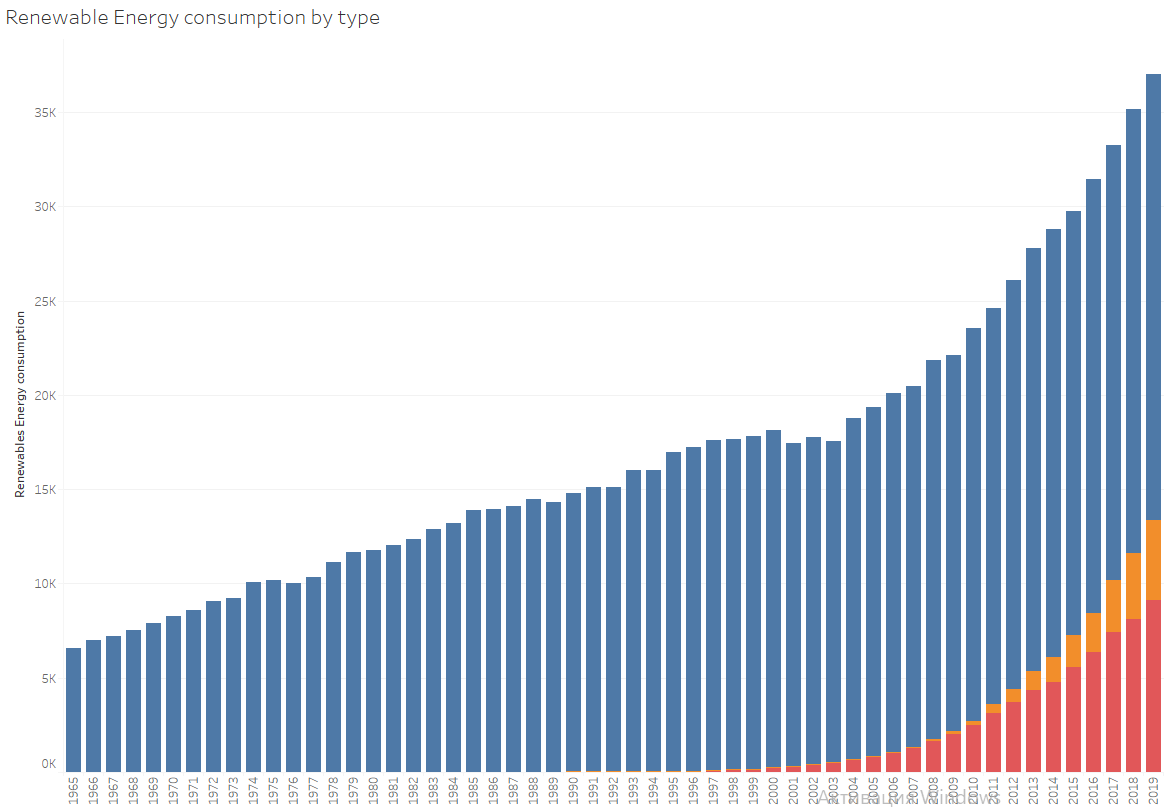 Renewable Energy consumption by type
Renewables Energy consumption
35K
30K
25K
20K
15K
10K
5K
0K
1965 1966 1967 1968 1969 1970 1971 1972 1973 1974 1975 1976 1977 1978 1979 1980 1981 1982 1983 1984 1985 1986 1987 1988 1989 1990 1991 1992 1993 1994 1995 1996 1997 1998 1999 2000 2001 2002 2003 2004 2005 2006 2007 2008 2009 2010 2011 2012 2013 2014 2015 2016 2017 2018 2019
Активация Windows